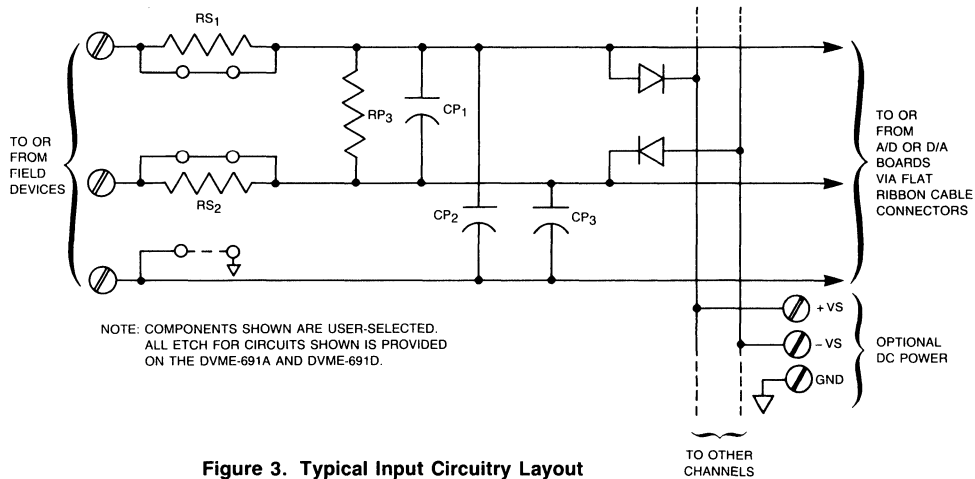 RS1
TO OR
FROM
FIELD
DEVICES
RP3
CP1
RS2
CP2
CP3
TO OR
FROM
A/D OR D/A
BOARDS
VIA FLAT
RIBBON CABLE
CONNECTORS
NOTE: COMPONENTS SHOWN ARE USER-SELECTED.
ALL ETCH FOR CIRCUITS SHOWN IS PROVIDED
ON THE DVME-691A AND DVME-691D.
+VS
-VS
GND
OPTIONAL
DC POWER
TO OTHER
CHANNELS
Figure 3. Typical Input Circuitry Layout